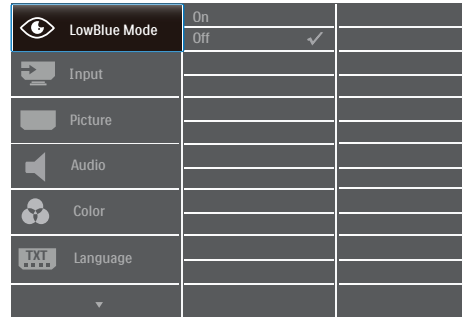 LowBlue Mode
On
Off
Input
Picture
Audio
Color
TXT
Language